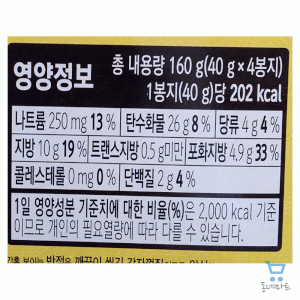 영양정보
총 내용량 160 g(40 g×4봉지)
1봉지(40 g)당 202 kcal
나트륨 250 mg 13 % 탄수화물 26 g 8 % 당류 4 g 4 %
지방 10 g 19 % 트랜스지방 0.5 g미만 포화지방 4.9 g 33 %
콜레스테롤 0 mg 0 % 단백질 2 g 4 %
1일 영양성분 기준치에 대한 비율(%)은 2,000 kcal 기준
이므로 개인의 필요열량에 따라 다를 수 있습니다.